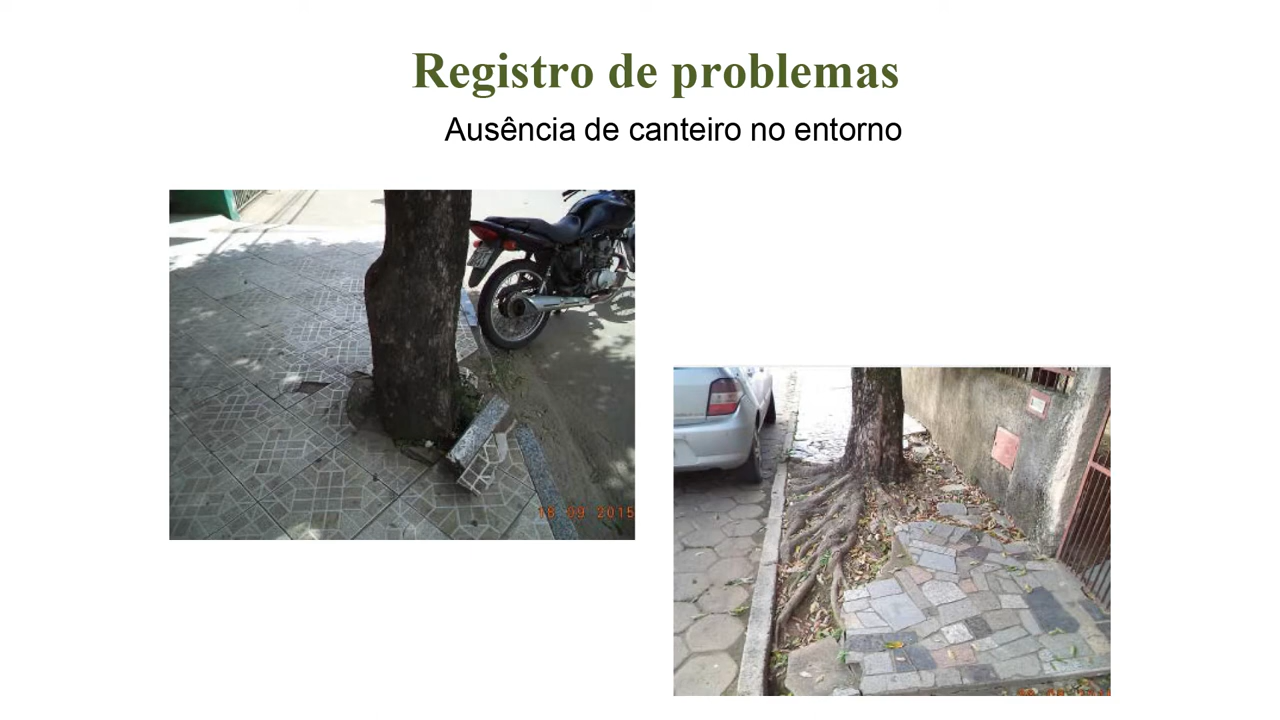 Registro de problemas
Ausência de canteiro no entorno
18 09 2015